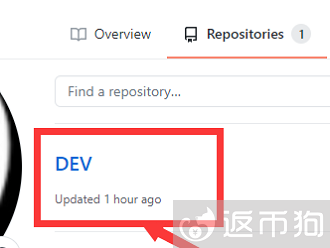 Overview
Repositories 1
Find a repository...
DEV
Updated 1 hour ago
返币狗